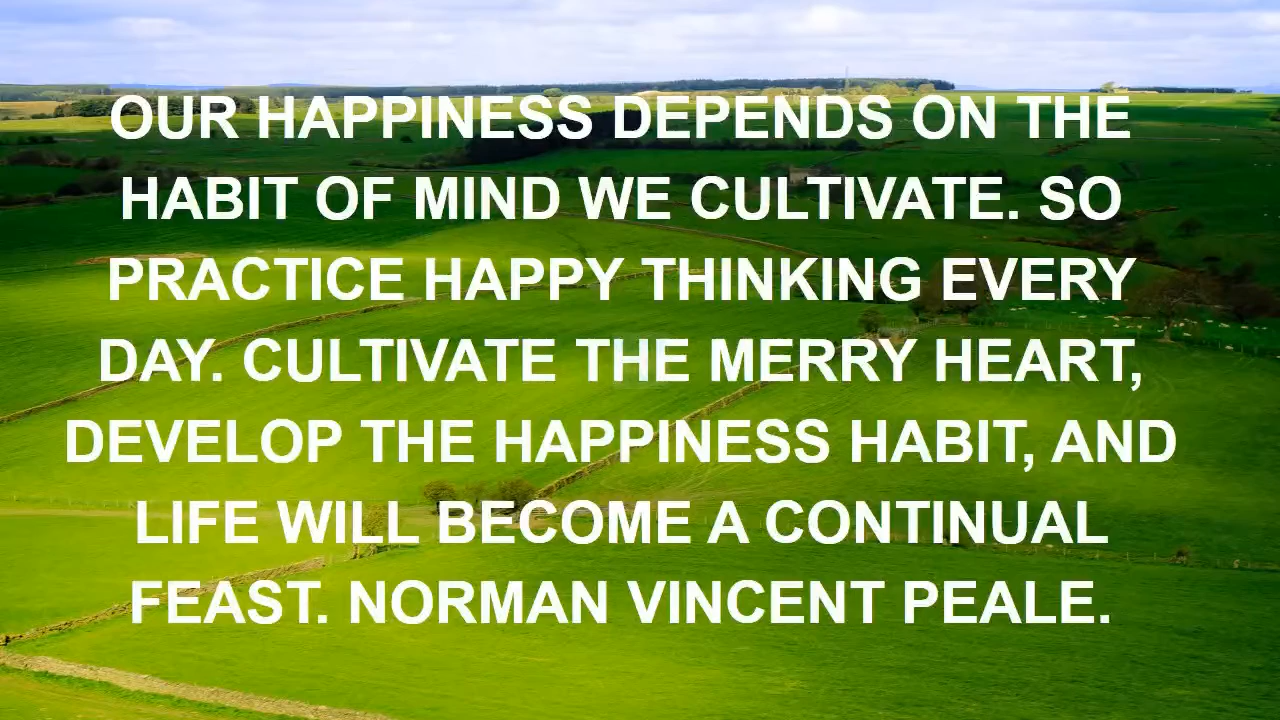 OUR HAPPINESS DEPENDS ON THE
HABIT OF MIND WE CULTIVATE. SO
PRACTICE HAPPY THINKING EVERY
DAY. CULTIVATE THE MERRY HEART,
DEVELOP THE HAPPINESS HABIT, AND
LIFE WILL BECOME A CONTINUAL
FEAST. NORMAN VINCENT PEALE.